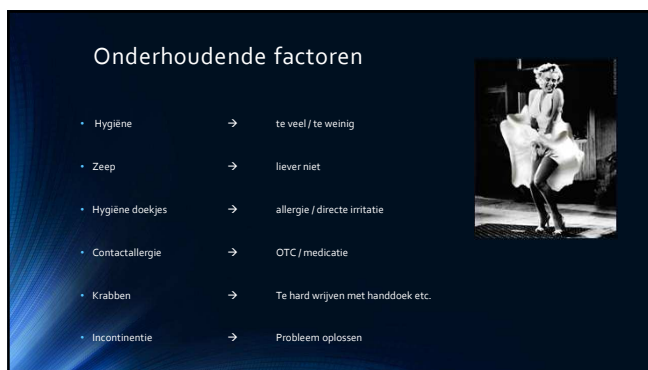 Onderhoudende factoren
• Hygiëne → te veel / te weinig
• Zeep → liever niet
• Hygiëne doekjes → allergie / directe irritatie
• Contactallergie → OTC / medicatie
• Krabben → Te hard wrijven met handdoek etc.
• Incontinentie → Probleem oplossen